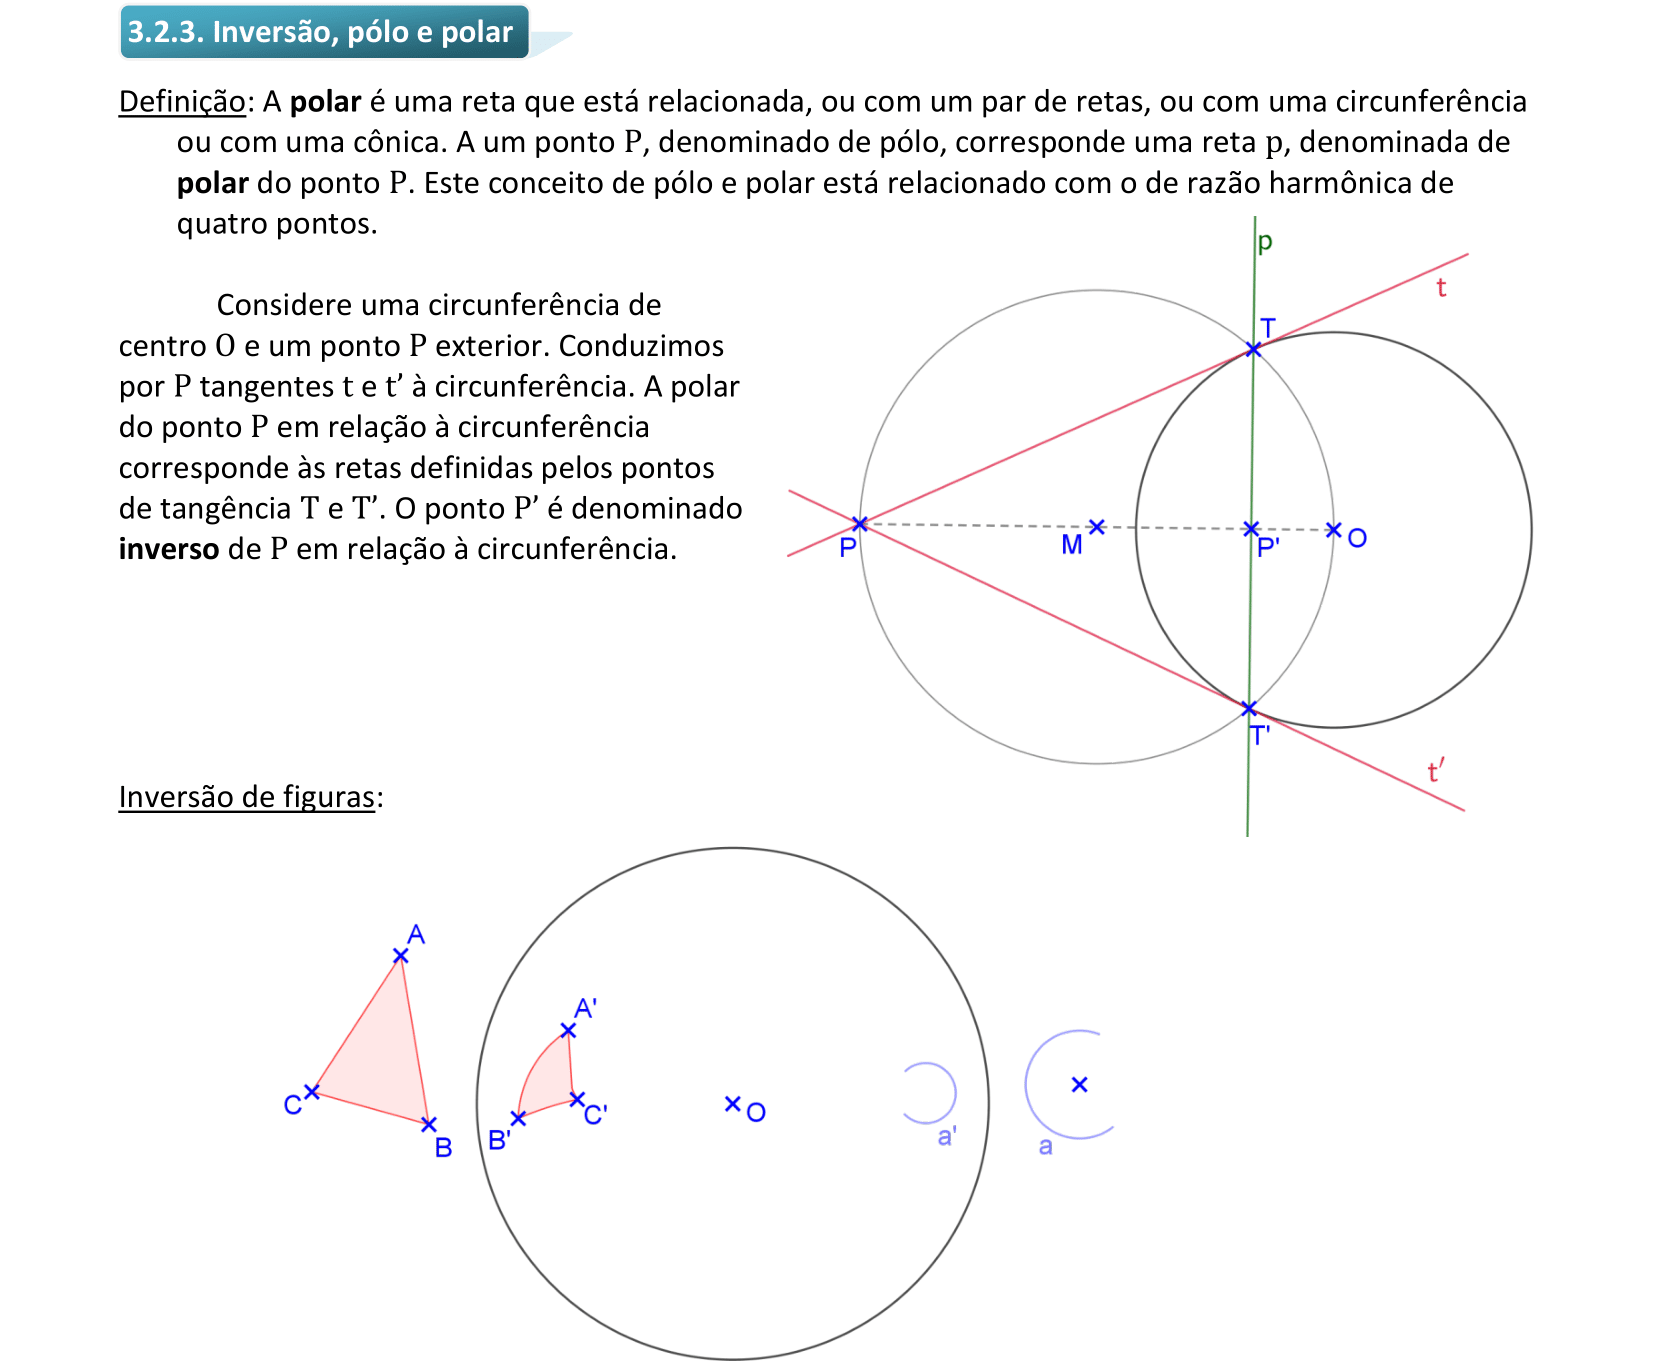 3.2.3. Inversão, pólo e polar
Definição: A polar é uma reta que está relacionada, ou com um par de retas, ou com uma circunferência
ou com uma cônica. A um ponto P, denominado de pólo, corresponde uma reta p, denominada de
polar do ponto P. Este conceito de pólo e polar está relacionado com o de razão harmônica de
quatro pontos.
Considere uma circunferência de
centro O e um ponto P exterior. Conduzimos
por P tangentes t e t’ à circunferência. A polar
do ponto P em relação à circunferência
corresponde às retas definidas pelos pontos
de tangência T e T’. O ponto P’ é denominado
inverso de P em relação à circunferência.
p
t
T
P
M
P'
O
T'
t′
Inversão de figuras:
A
C
B
A'
B'
C'
O
a'
a